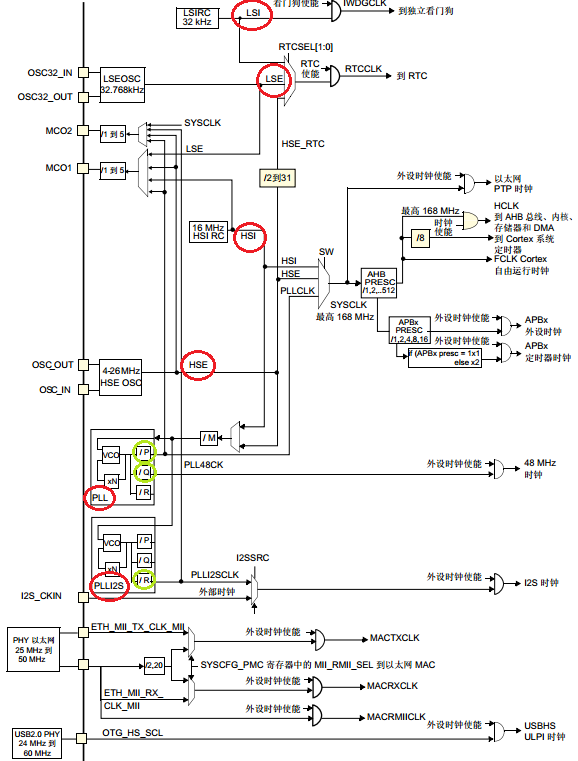 看门狗使能
IWDGCLK
到独立看门狗
LSIRC
32 kHz
LSI
RTCSEL[1:0]
OSC32_IN
OSC32_OUT
LSEOSC
32.768kHz
LSE
RTC
使能
RTCCLK
到 RTC
MCO2
/1 到 5
SYSCLK
LSE
HSE_RTC
MCO1
/1 到 5
/2到31
外设时钟使能
以太网
PTP 时钟
16 MHz
HSI RC
HSI
最高 168 MHz
时钟
使能
HCLK
到 AHB 总线、内核、
存储器和 DMA
/8
到 Cortex 系统
定时器
FCLK Cortex
自由运行时钟
SW
HSI
HSE
PLLCLK
SYSCLK
最高 168 MHz
AHB
PRESC
/1,2,..512
APBx
PRESC
/1,2,4,8,16
外设时钟使能
APBx
外设时钟
外设时钟使能
if (APBx presc = 1x1
else x2
APBx
定时器时钟
OSC_OUT
OSC_IN
4-26MHz
HSE OSC
HSE
/ M
VCO
xN
/ P
/ Q
/ R
PLL
PLL48CK
外设时钟使能
48 MHz
时钟
VCO
xN
/ P
/ Q
/ R
PLLI2S
PLLI2SCLK
I2SSRC
外设时钟使能
I2S 时钟
I2S_CKIN
外部时钟
PHY 以太网
25 MHz 到
50 MHz
ETH_MII_TX_CLK_MII
外设时钟使能
MACTXCLK
/2,20
SYSCFG_PMC 寄存器中的 MII_RMII_SEL 到以太网 MAC
ETH_MII_RX_
CLK_MII
外设时钟使能
MACRXCLK
外设时钟使能
MACRMIICLK
USB2.0 PHY
24 MHz 到
60 MHz
OTG_HS_SCL
外设时钟使能
USBHS
ULPI 时钟